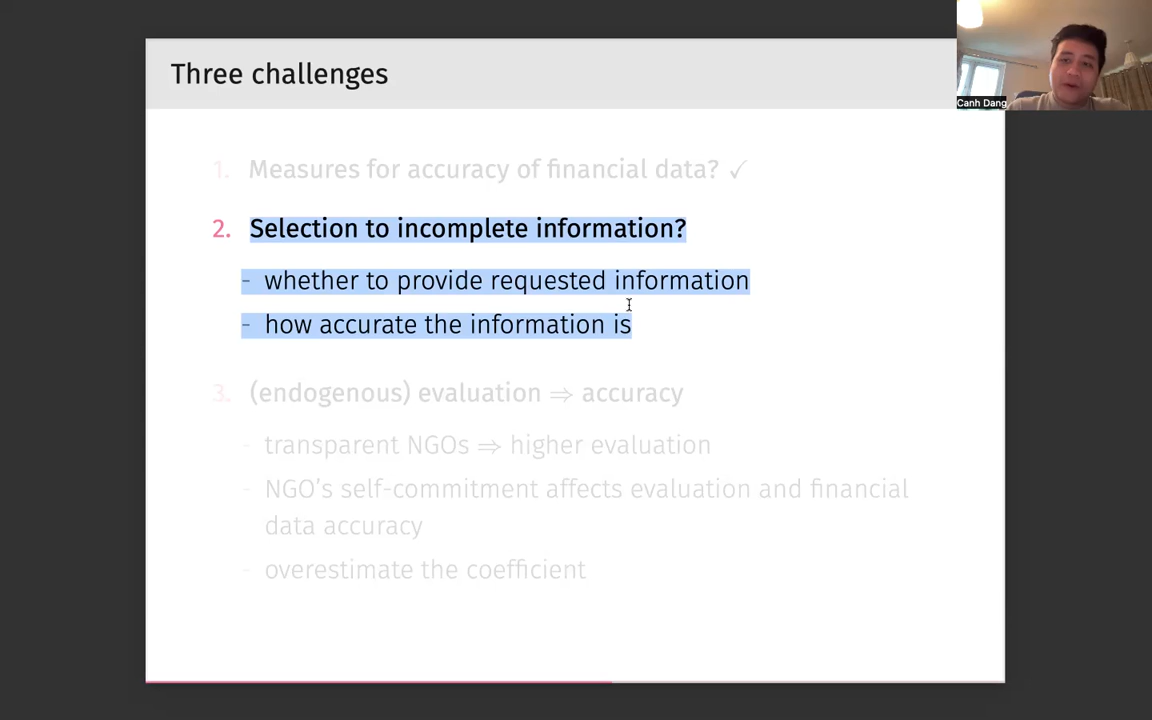 Three challenges
Canh Dang
1. Measures for accuracy of financial data? ✓
2. Selection to incomplete information?
- whether to provide requested information
- how accurate the information is
3. (endogenous) evaluation ⇒ accuracy
- transparent NGOs ⇒ higher evaluation
- NGO's self-commitment affects evaluation and financial
data accuracy
- overestimate the coefficient